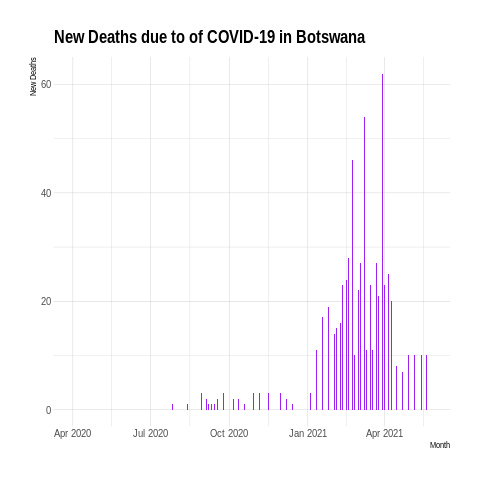 New Deaths due to of COVID-19 in Botswana
New Deaths
60
40
20
0
Apr 2020
Jul 2020
Oct 2020
Jan 2021
Apr 2021
Month